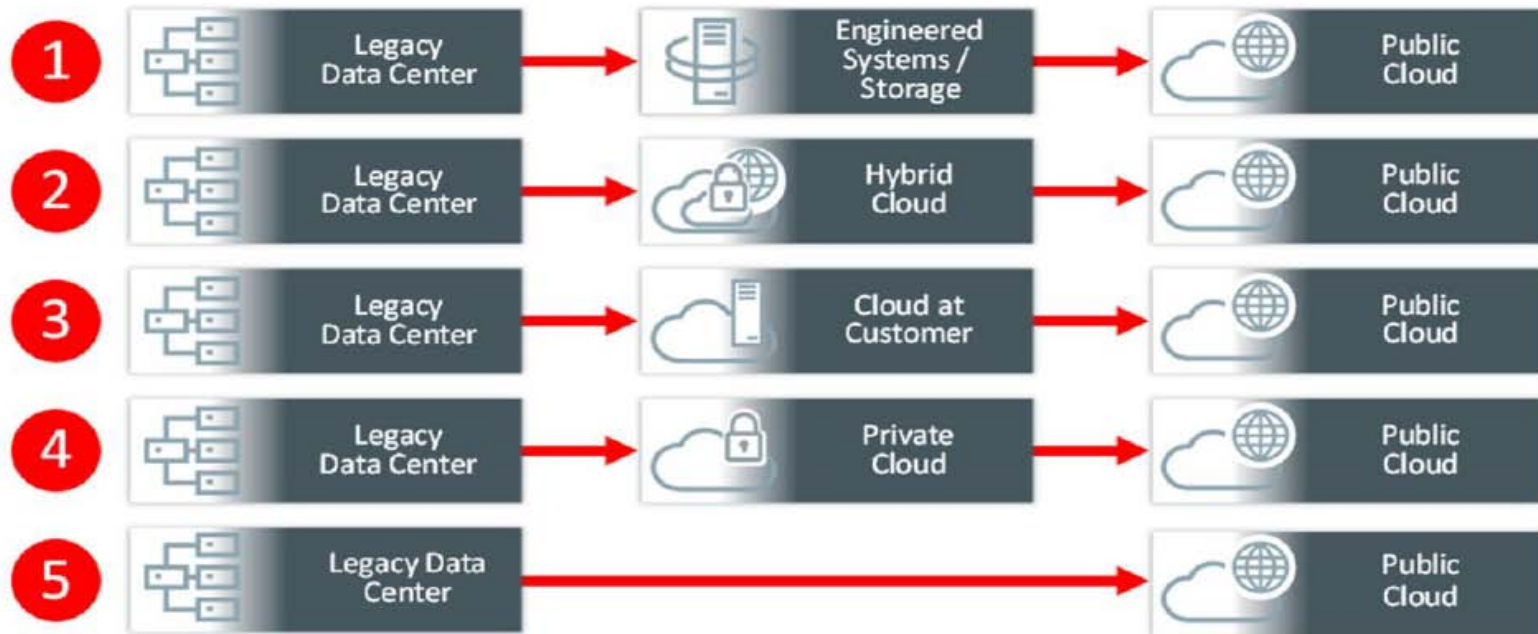 1
Legacy
Data Center
Engineered
Systems /
Storage
Public
Cloud
2
Legacy
Data Center
Hybrid
Cloud
Public
Cloud
3
Legacy
Data Center
Cloud at
Customer
Public
Cloud
4
Legacy
Data Center
Private
Cloud
Public
Cloud
5
Legacy Data
Center
Public
Cloud